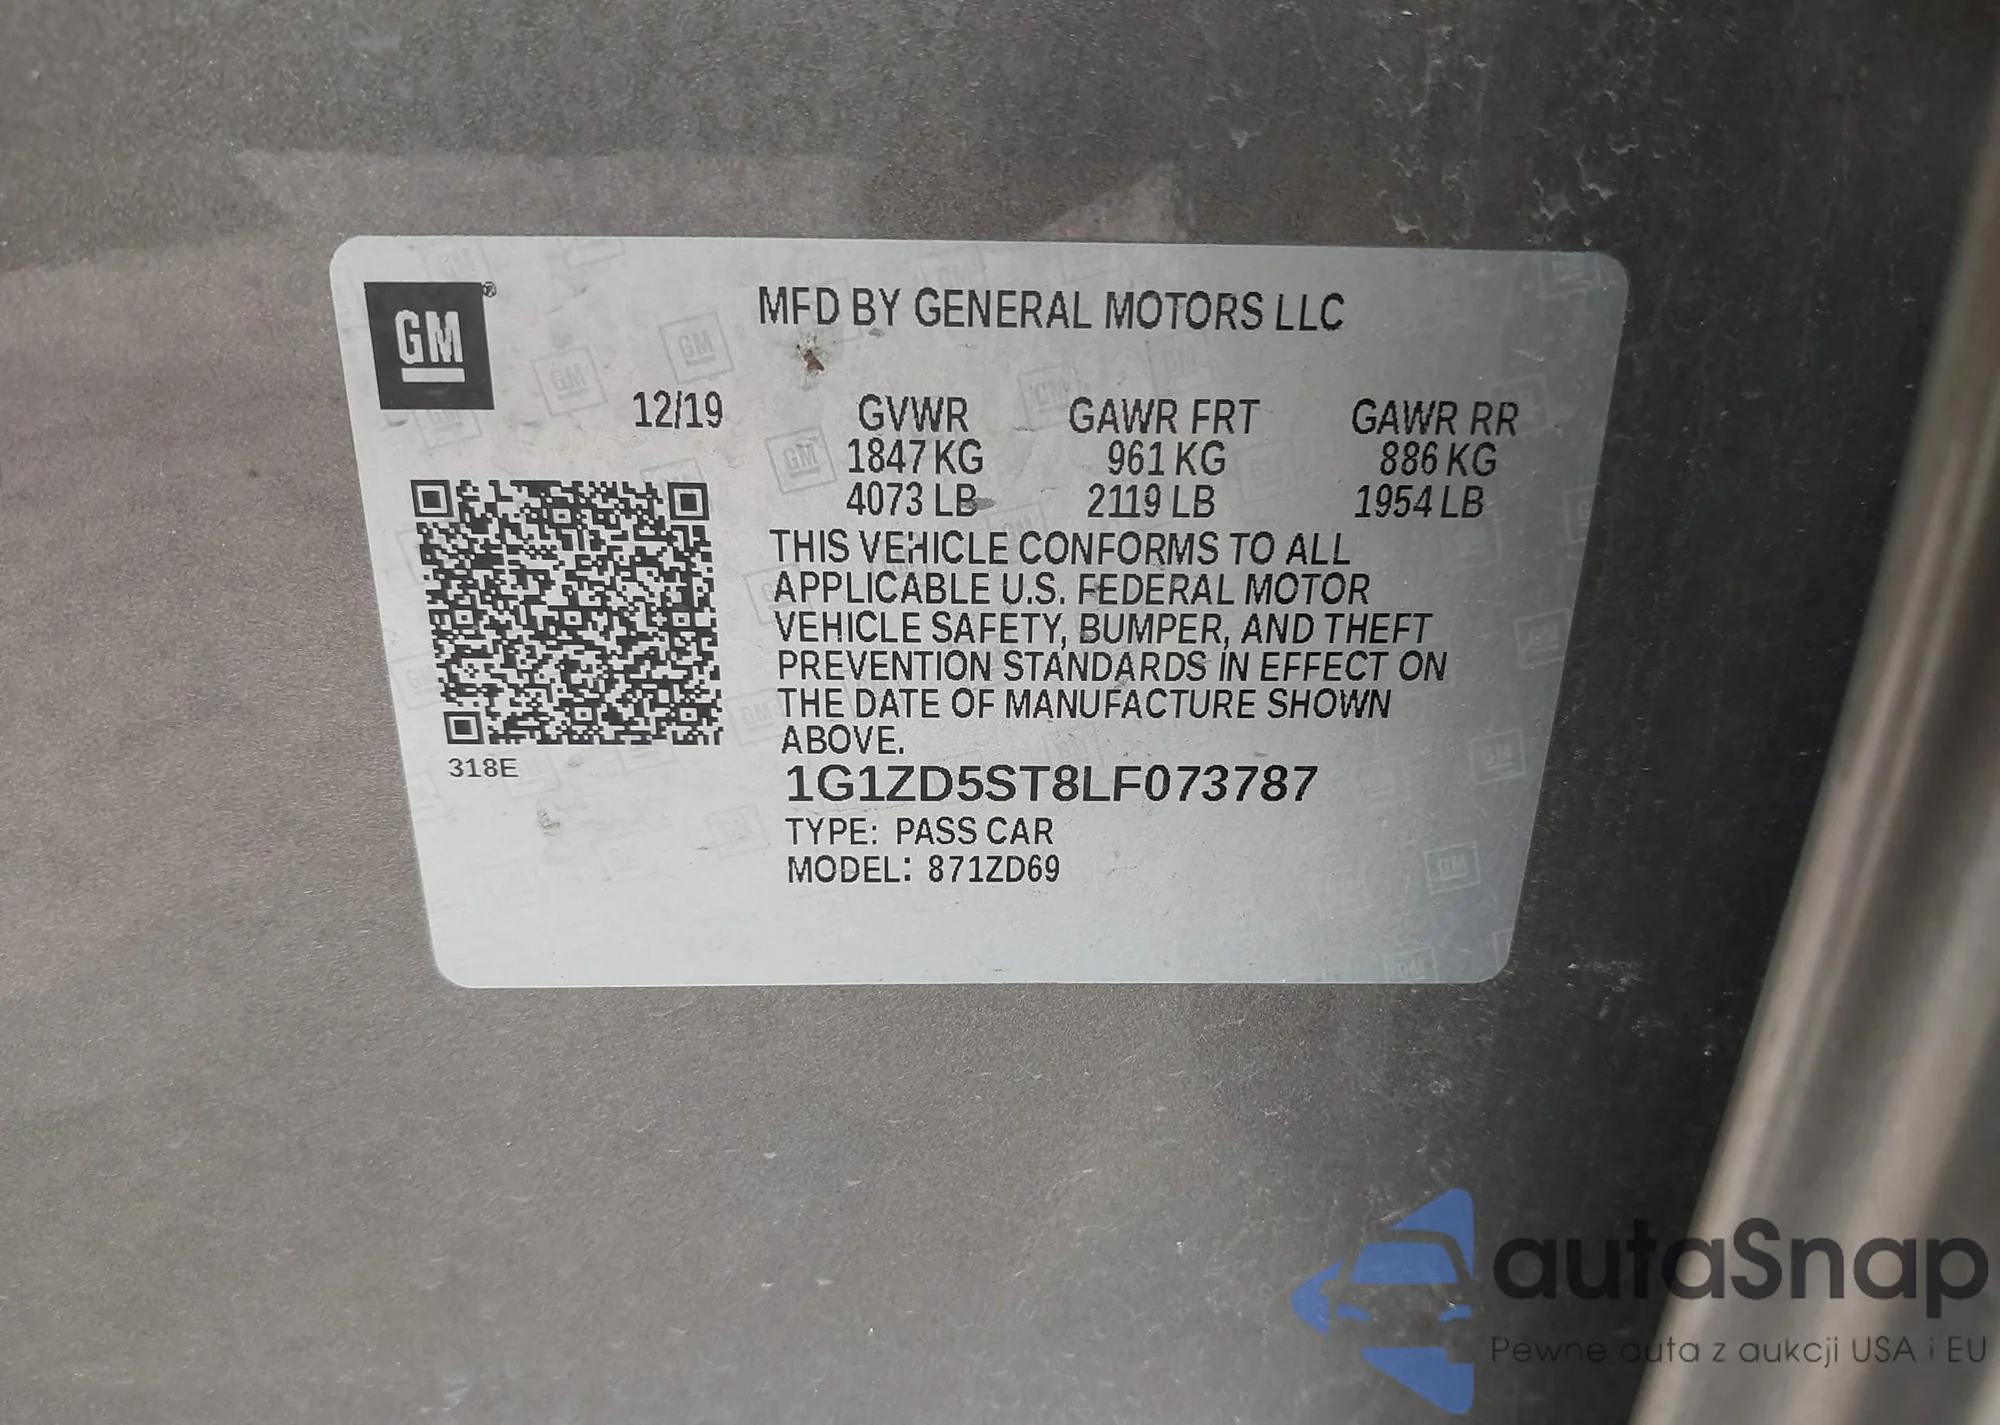 GM®
MFD BY GENERAL MOTORS LLC
12/19 GVWR GAWR FRT GAWR RR
1847 KG 961 KG 886 KG
4073 LB 2119 LB 1954 LB
THIS VEHICLE CONFORMS TO ALL
APPLICABLE U.S. FEDERAL MOTOR
VEHICLE SAFETY, BUMPER, AND THEFT
PREVENTION STANDARDS IN EFFECT ON
THE DATE OF MANUFACTURE SHOWN
ABOVE.
318E
1G1ZD5ST8LF073787
TYPE: PASS CAR
MODEL: 871ZD69
autaSnap
Pewne auta z aukcji USA i EU